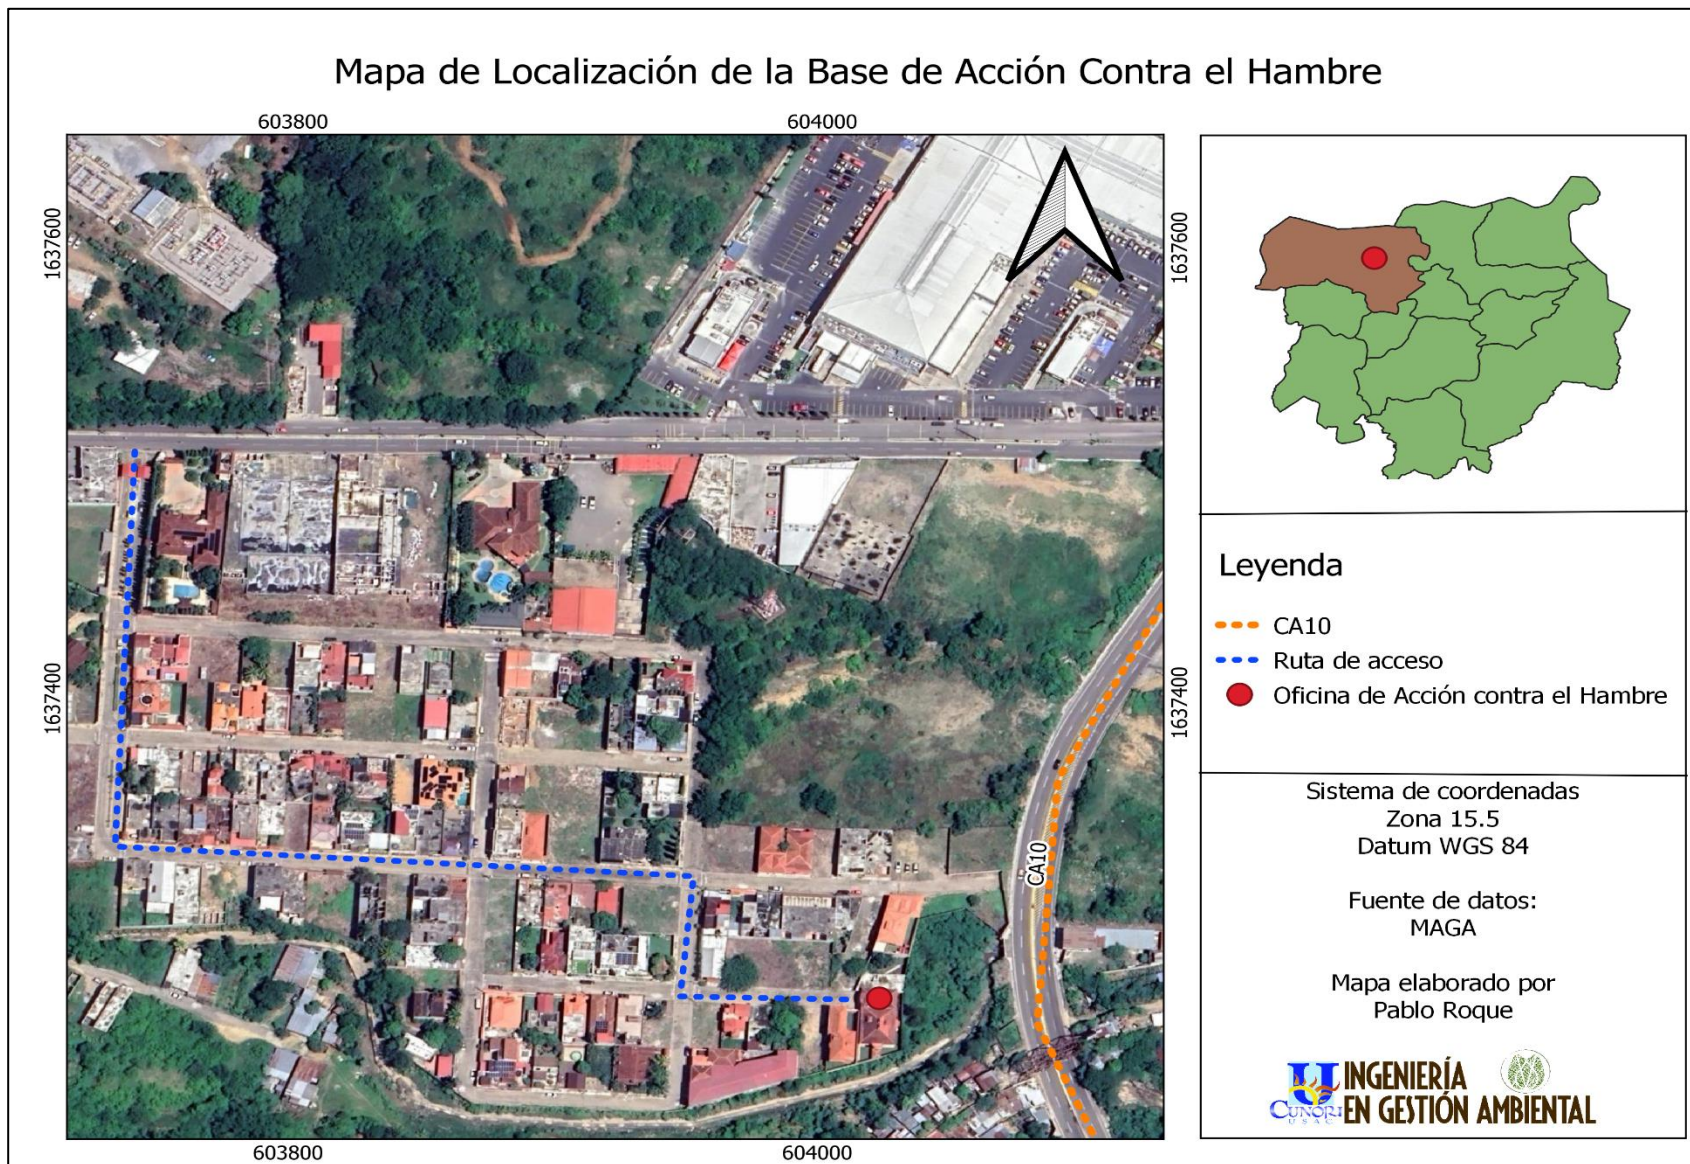 Mapa de Localización de la Base de Acción Contra el Hambre
603800
604000
1637600
1637600
1637400
1637400
CA10
603800
604000
Leyenda
CA10
Ruta de acceso
Oficina de Acción contra el Hambre
Sistema de coordenadas
Zona 15.5
Datum WGS 84
Fuente de datos:
MAGA
Mapa elaborado por
Pablo Roque
U
CUNORI
USAC
INGENIERÍA
EN GESTIÓN AMBIENTAL